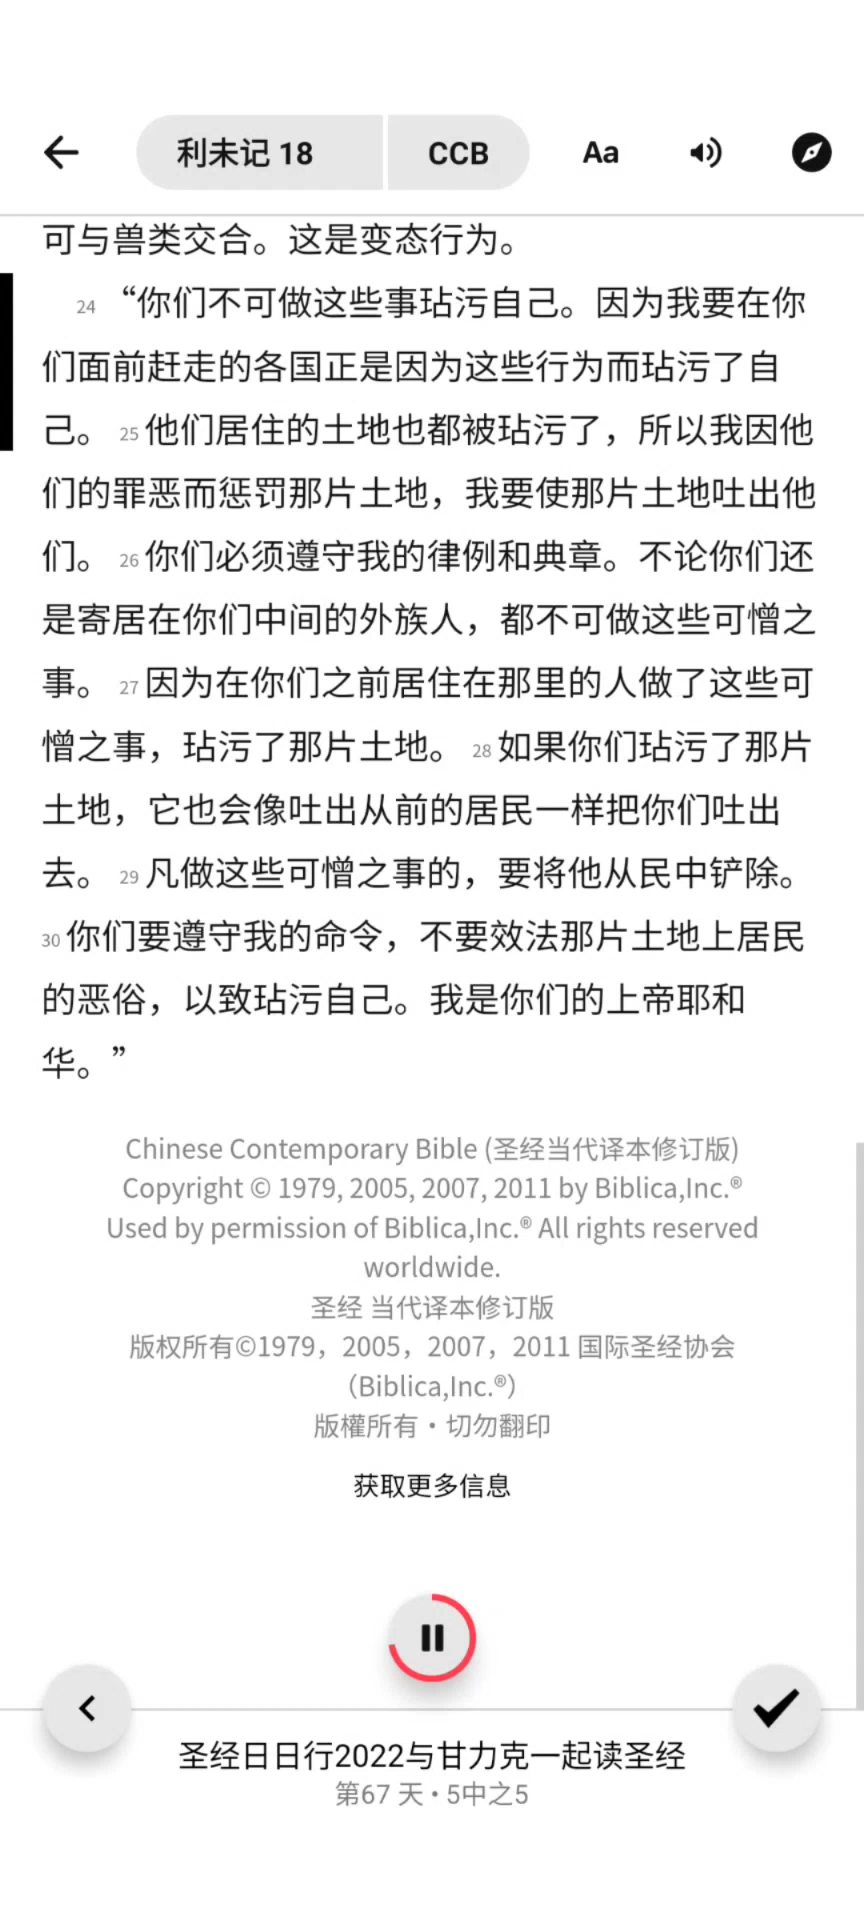 利未记 18 CCB Aa
可与兽类交合。这是变态行为。
24 “你们不可做这些事玷污自己。因为我要在你
们面前赶走的各国正是因为这些行为而玷污了自
己。 25 他们居住的土地也都被玷污了，所以我因他
们的罪恶而惩罚那片土地，我要使那片土地吐出他
们。 26 你们必须遵守我的律例和典章。不论你们还
是寄居在你们中间的外族人，都不可做这些可憎之
事。 27 因为在你们之前居住在那里的人做了这些可
憎之事，玷污了那片土地。 28 如果你们玷污了那片
土地，它也会像吐出从前的居民一样把你们吐出
去。 29 凡做这些可憎之事的，要将他从民中铲除。
30 你们要遵守我的命令，不要效法那片土地上居民
的恶俗，以致玷污自己。我是你们的上帝耶和
华。”
Chinese Contemporary Bible (圣经当代译本修订版)
Copyright © 1979, 2005, 2007, 2011 by Biblica,Inc.®
Used by permission of Biblica,Inc.® All rights reserved
worldwide.
圣经 当代译本修订版
版权所有©1979，2005，2007，2011 国际圣经协会
（Biblica,Inc.®）
版權所有・切勿翻印
获取更多信息
圣经日日行2022与甘力克一起读圣经
第67 天 • 5中之5